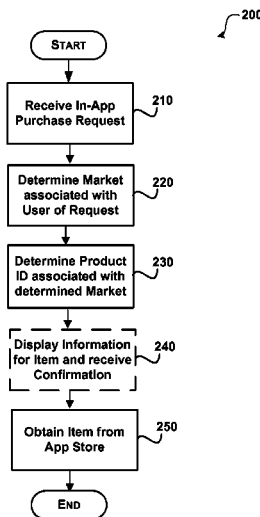 200
START
210
Receive In-App
Purchase Request
220
Determine Market
associated with
User of Request
230
Determine Product
ID associated with
determined Market
Display Information
for Item and receive
Confirmation
240
Obtain Item from
App Store
250
END